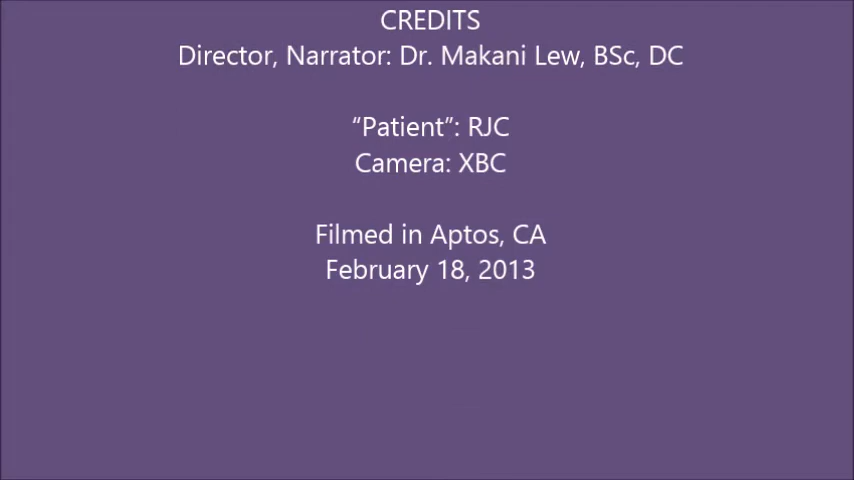 CREDITS
Director, Narrator: Dr. Makani Lew, BSc, DC
“Patient”: RJC
Camera: XBC
Filmed in Aptos, CA
February 18, 2013